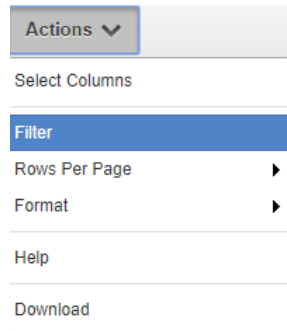 Actions
Select Columns
Filter
Rows Per Page
Format
Help
Download